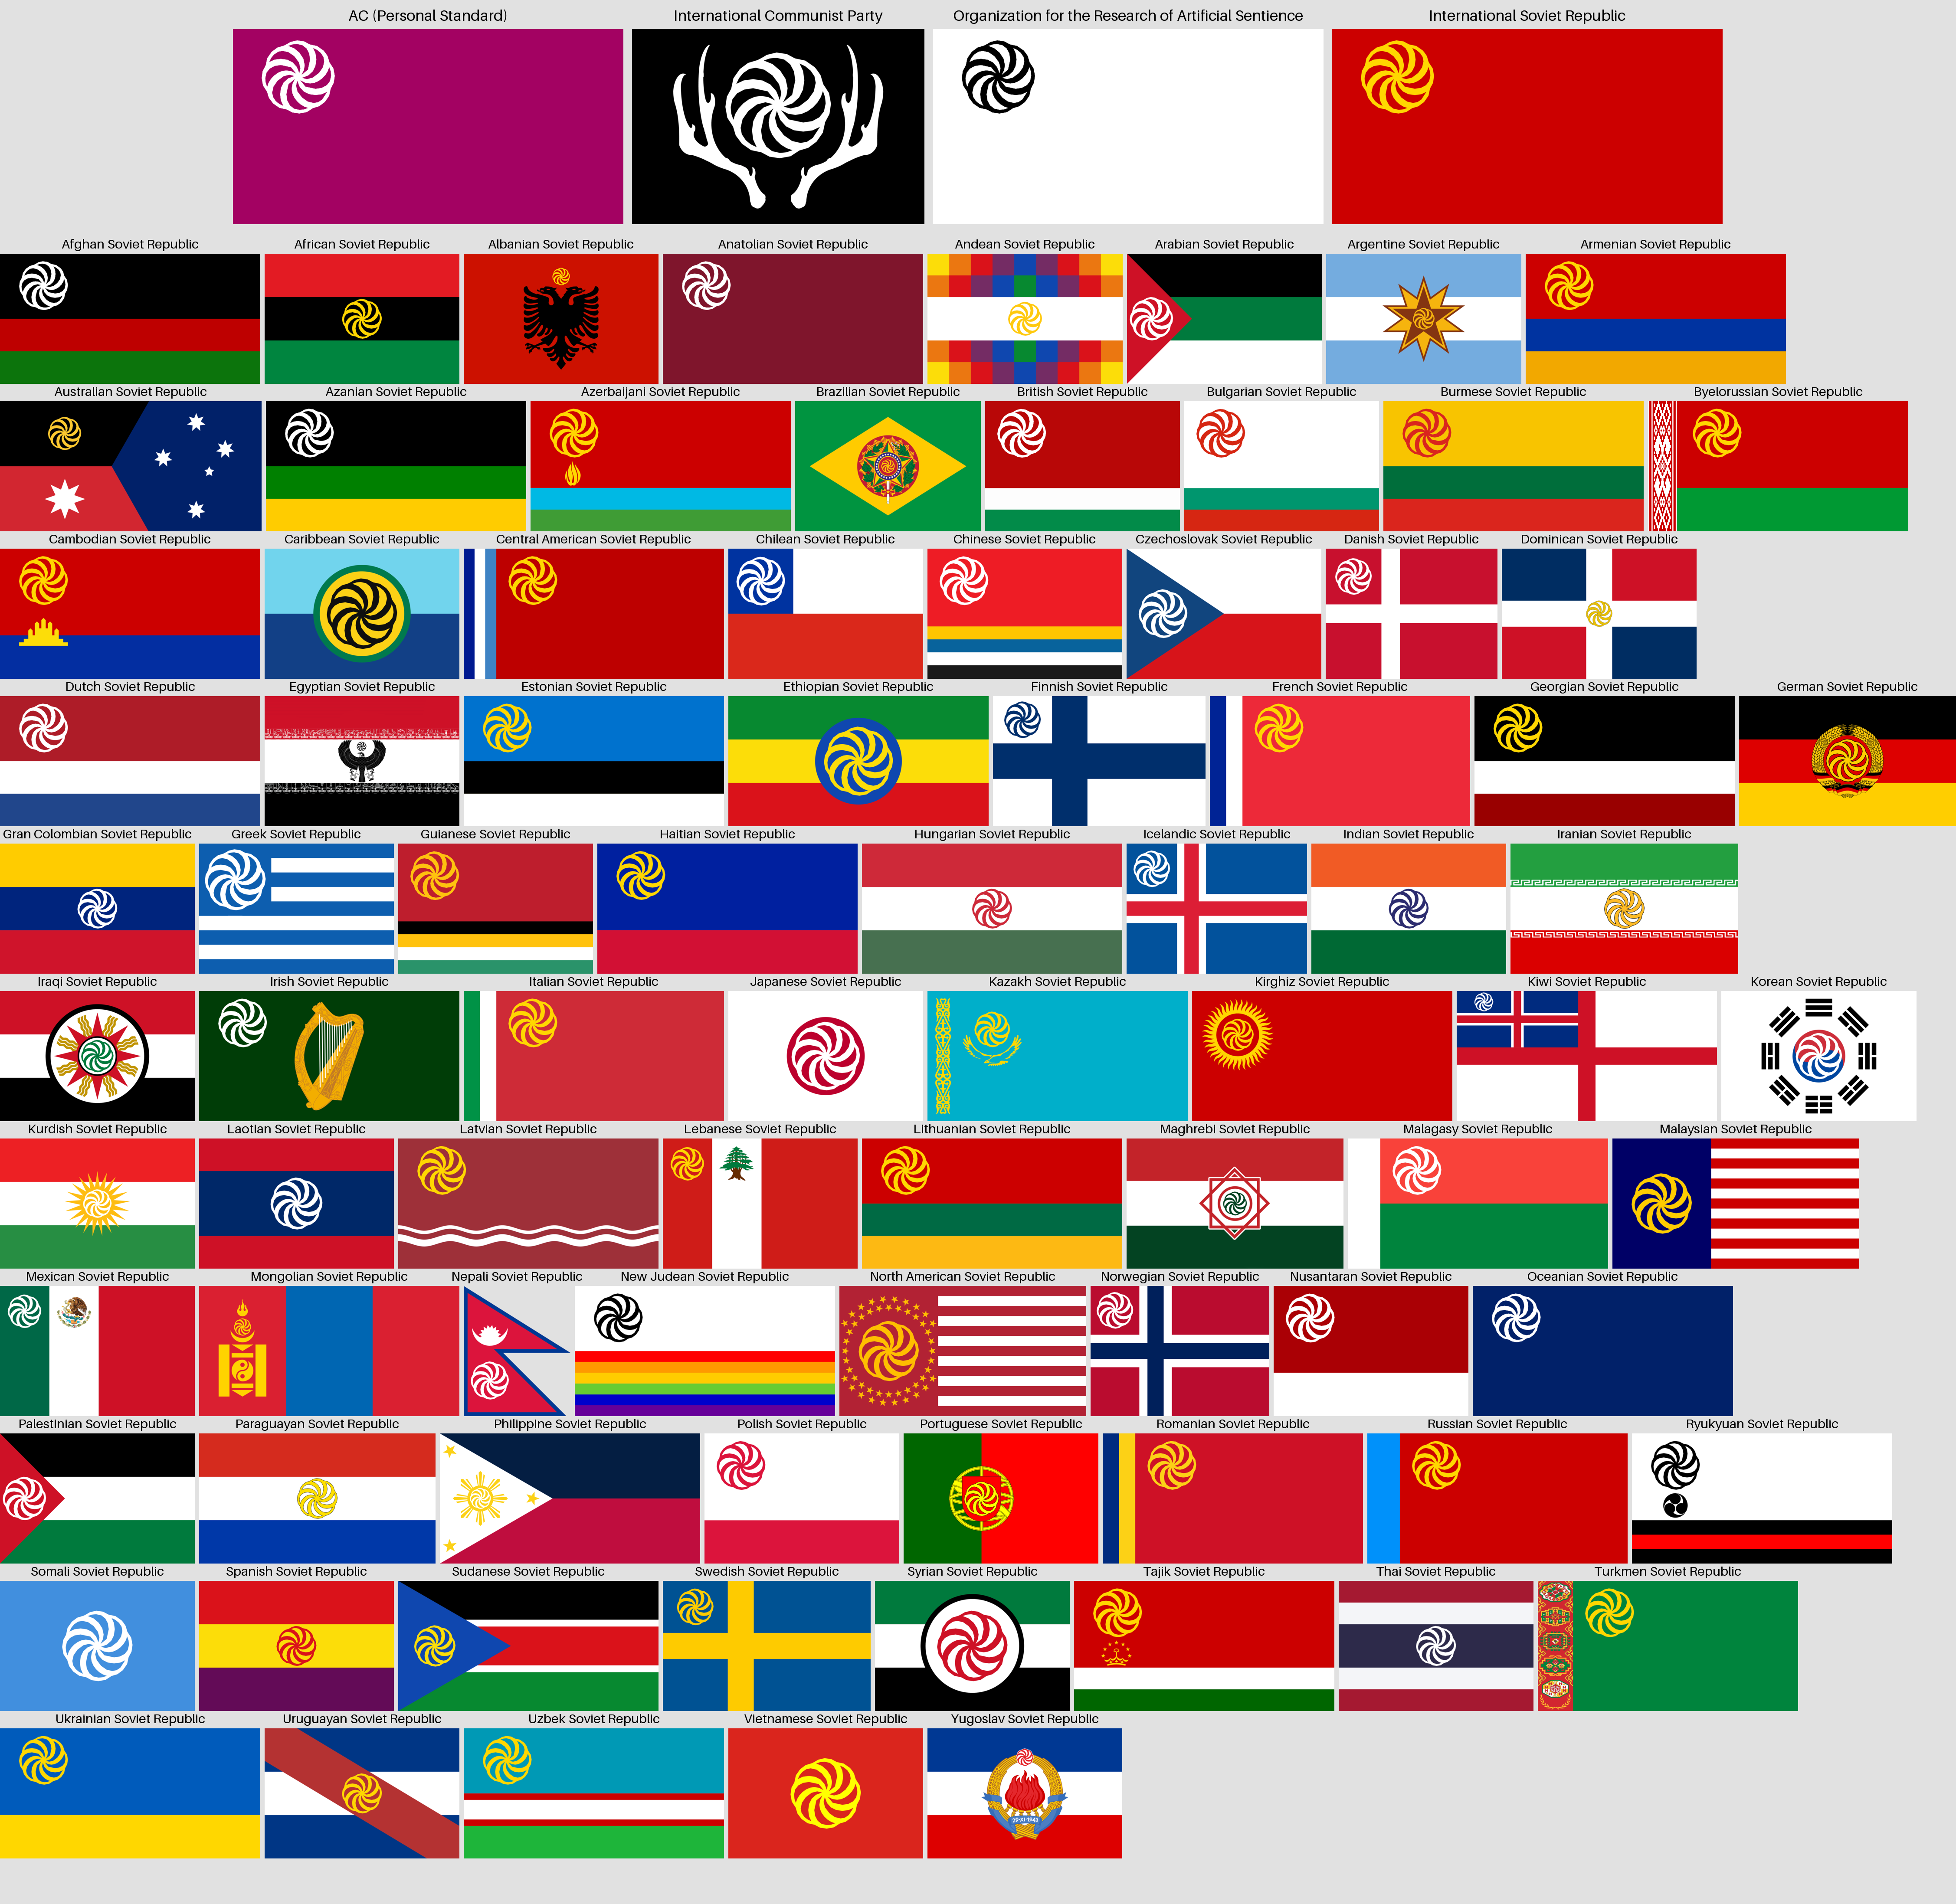 AC (Personal Standard) International Communist Party Organization for the Research of Artificial Sentience International Soviet Republic
Afghan Soviet Republic African Soviet Republic Albanian Soviet Republic Anatolian Soviet Republic Andean Soviet Republic Arabian Soviet Republic Argentine Soviet Republic Armenian Soviet Republic
Australian Soviet Republic Azanian Soviet Republic Azerbaijani Soviet Republic Brazilian Soviet Republic British Soviet Republic Bulgarian Soviet Republic Burmese Soviet Republic Byelorussian Soviet Republic
Cambodian Soviet Republic Caribbean Soviet Republic Central American Soviet Republic Chilean Soviet Republic Chinese Soviet Republic Czechoslovak Soviet Republic Danish Soviet Republic Dominican Soviet Republic
Dutch Soviet Republic Egyptian Soviet Republic Estonian Soviet Republic Ethiopian Soviet Republic Finnish Soviet Republic French Soviet Republic Georgian Soviet Republic German Soviet Republic
Gran Colombian Soviet Republic Greek Soviet Republic Guianese Soviet Republic Haitian Soviet Republic Hungarian Soviet Republic Icelandic Soviet Republic Indian Soviet Republic Iranian Soviet Republic
Iraqi Soviet Republic Irish Soviet Republic Italian Soviet Republic Japanese Soviet Republic Kazakh Soviet Republic Kirghiz Soviet Republic Kiwi Soviet Republic Korean Soviet Republic
Kurdish Soviet Republic Laotian Soviet Republic Latvian Soviet Republic Lebanese Soviet Republic Lithuanian Soviet Republic Maghrebi Soviet Republic Malagasy Soviet Republic Malaysian Soviet Republic
Mexican Soviet Republic Mongolian Soviet Republic Nepali Soviet Republic New Judean Soviet Republic North American Soviet Republic Norwegian Soviet Republic Nusantaran Soviet Republic Oceanian Soviet Republic
Palestinian Soviet Republic Paraguayan Soviet Republic Philippine Soviet Republic Polish Soviet Republic Portuguese Soviet Republic Romanian Soviet Republic Russian Soviet Republic Ryukyuan Soviet Republic
Somali Soviet Republic Spanish Soviet Republic Sudanese Soviet Republic Swedish Soviet Republic Syrian Soviet Republic Tajik Soviet Republic Thai Soviet Republic Turkmen Soviet Republic
Ukrainian Soviet Republic Uruguayan Soviet Republic Uzbek Soviet Republic Vietnamese Soviet Republic Yugoslav Soviet Republic
29·XI·1943